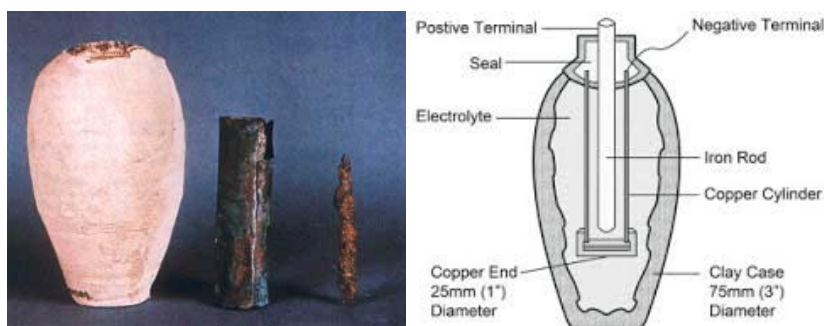 Postive Terminal
Negative Terminal
Seal
Electrolyte
Iron Rod
Copper Cylinder
Copper End
25mm (1")
Diameter
Clay Case
75mm (3")
Diameter